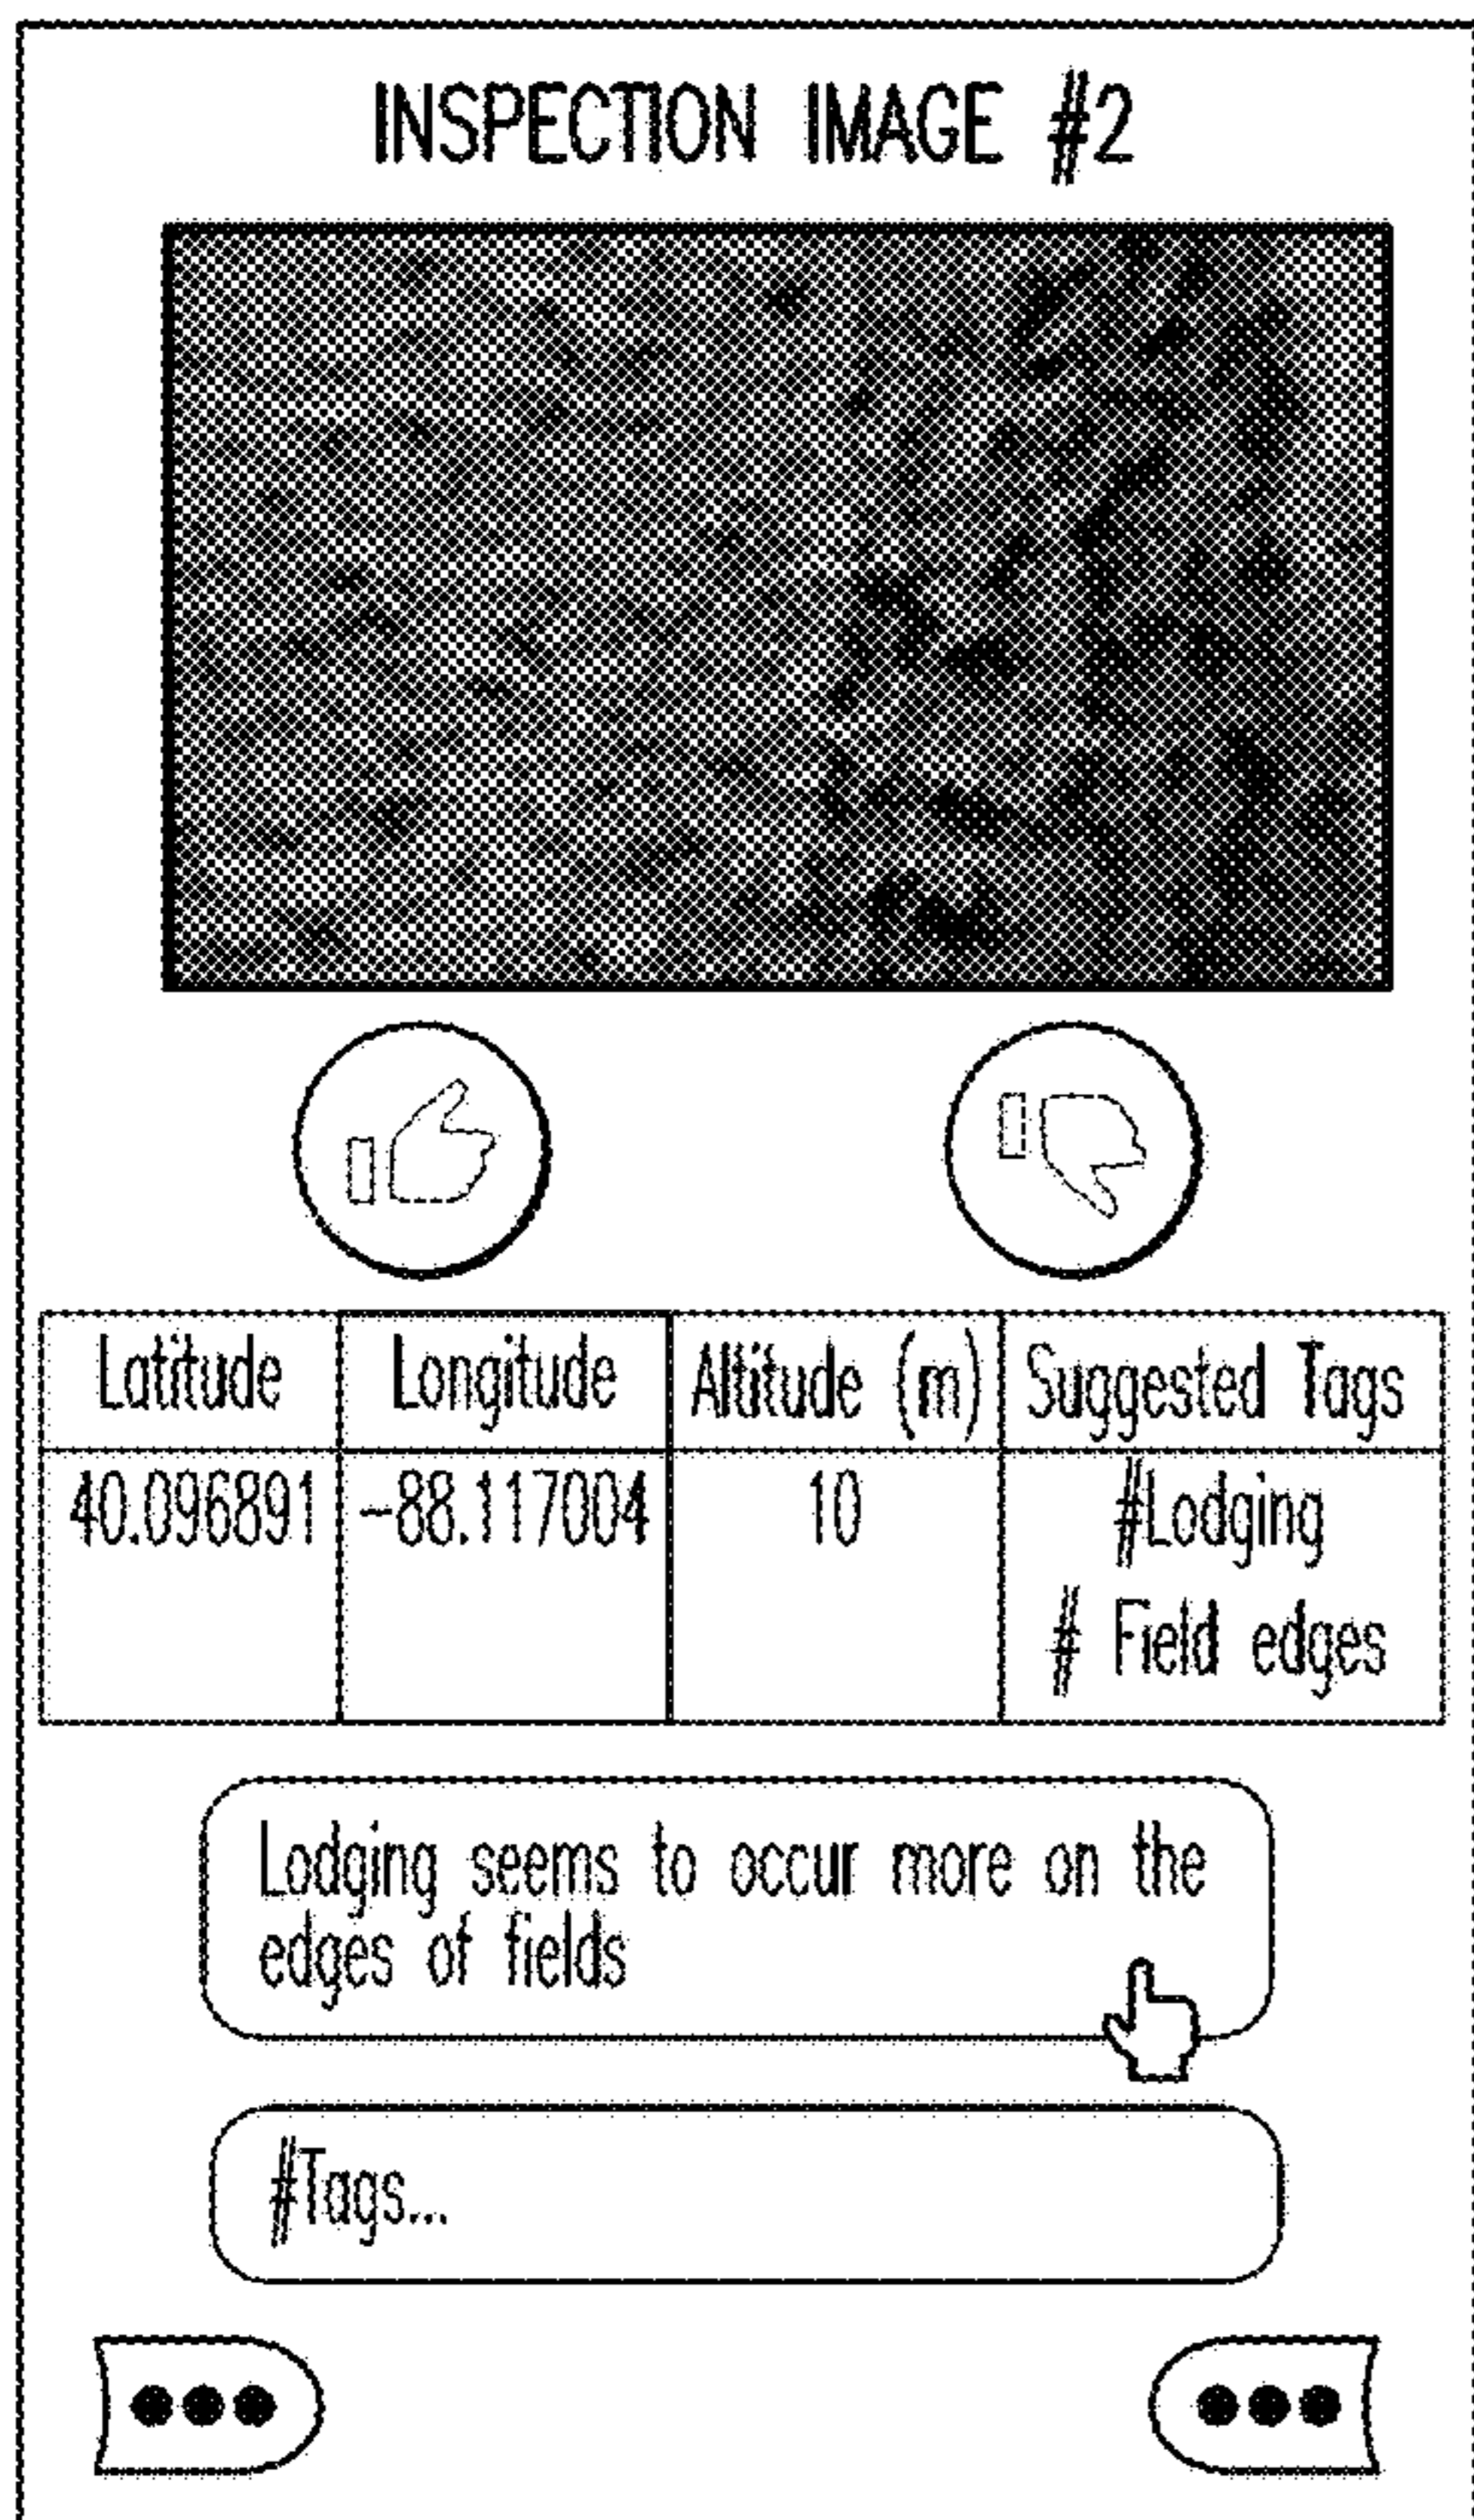 INSPECTION IMAGE #2
Latitude Longitude Altitude (m) Suggested Tags
40.096891 -88.117004 10 #Lodging
# Field edges
Lodging seems to occur more on the
edges of fields
#Tags...